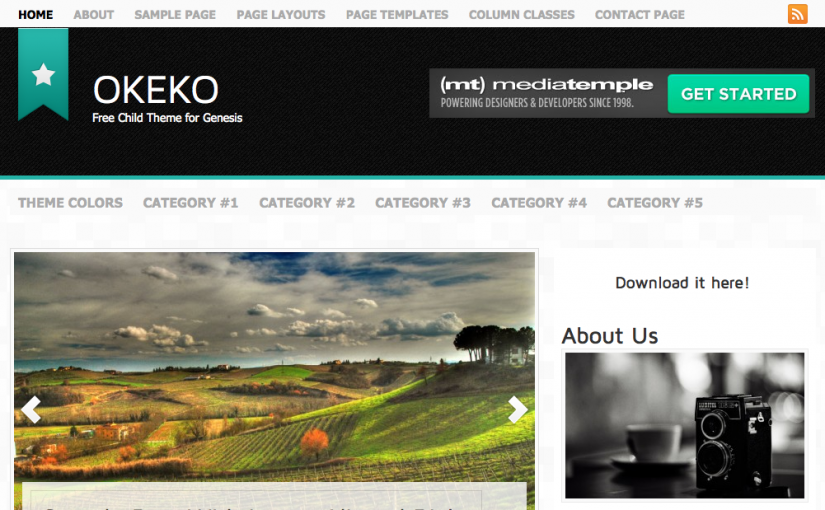 HOME ABOUT SAMPLE PAGE PAGE LAYOUTS PAGE TEMPLATES COLUMN CLASSES CONTACT PAGE
OKEKO
Free Child Theme for Genesis
(mt) mediatemple
POWERING DESIGNERS & DEVELOPERS SINCE 1998.
GET STARTED
THEME COLORS CATEGORY #1 CATEGORY #2 CATEGORY #3 CATEGORY #4 CATEGORY #5
Download it here!
About Us